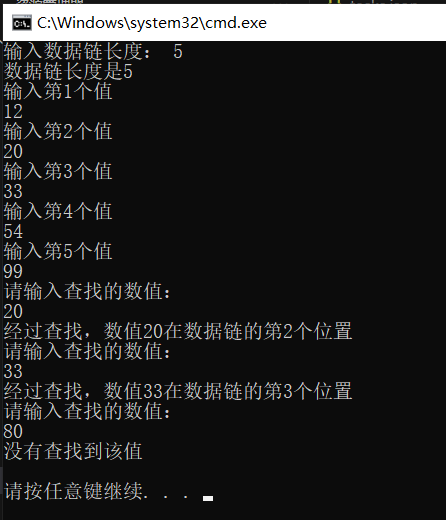 C:\Windows\system32\cmd.exe
输入数据链长度： 5
数据链长度是5
输入第1个值
12
输入第2个值
20
输入第3个值
33
输入第4个值
54
输入第5个值
99
请输入查找的数值：
20
经过查找，数值20在数据链的第2个位置
请输入查找的数值：
33
经过查找，数值33在数据链的第3个位置
请输入查找的数值：
80
没有查找到该值
请按任意键继续. . .